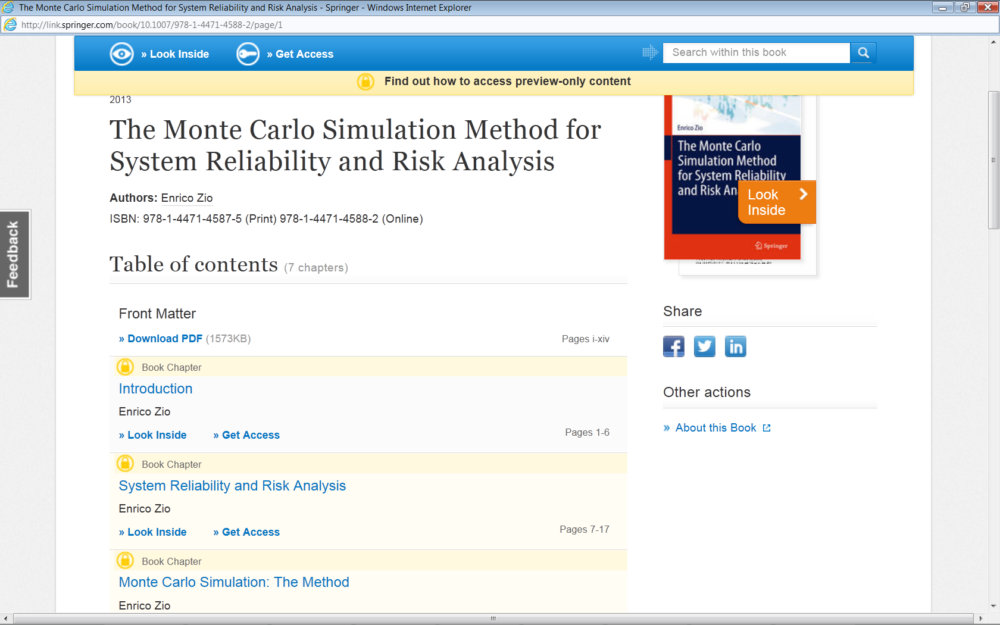 The Monte Carlo Simulation Method for System Reliability and Risk Analysis - Springer - Windows Internet Explorer
http://link.springer.com/book/10.1007/978-1-4471-4588-2/page/1
» Look Inside
» Get Access
Search within this book
Find out how to access preview-only content
2013
The Monte Carlo Simulation Method for
System Reliability and Risk Analysis
Authors: Enrico Zio
ISBN: 978-1-4471-4587-5 (Print) 978-1-4471-4588-2 (Online)
Enrico Zio
The Monte Carlo
Simulation Method
for System Reliability
and Risk An
Look
Inside
Springer
Feedback
Table of contents (7 chapters)
Front Matter
» Download PDF (1573KB)
Pages i-xiv
Book Chapter
Introduction
Enrico Zio
» Look Inside
» Get Access
Pages 1-6
Book Chapter
System Reliability and Risk Analysis
Enrico Zio
» Look Inside
» Get Access
Pages 7-17
Book Chapter
Monte Carlo Simulation: The Method
Enrico Zio
Share
f
in
Other actions
» About this Book